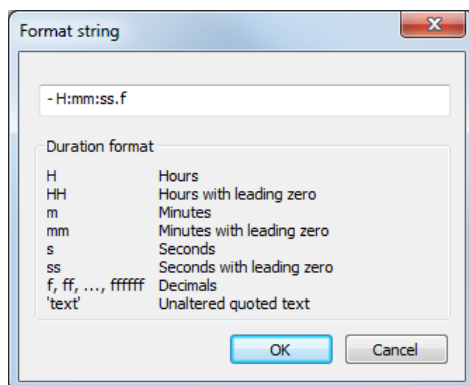 Format string
- H:mm:ss.f
Duration format
H Hours
HH Hours with leading zero
m Minutes
mm Minutes with leading zero
s Seconds
ss Seconds with leading zero
f, ff, ..., ffffff Decimals
'text' Unaltered quoted text
OK Cancel